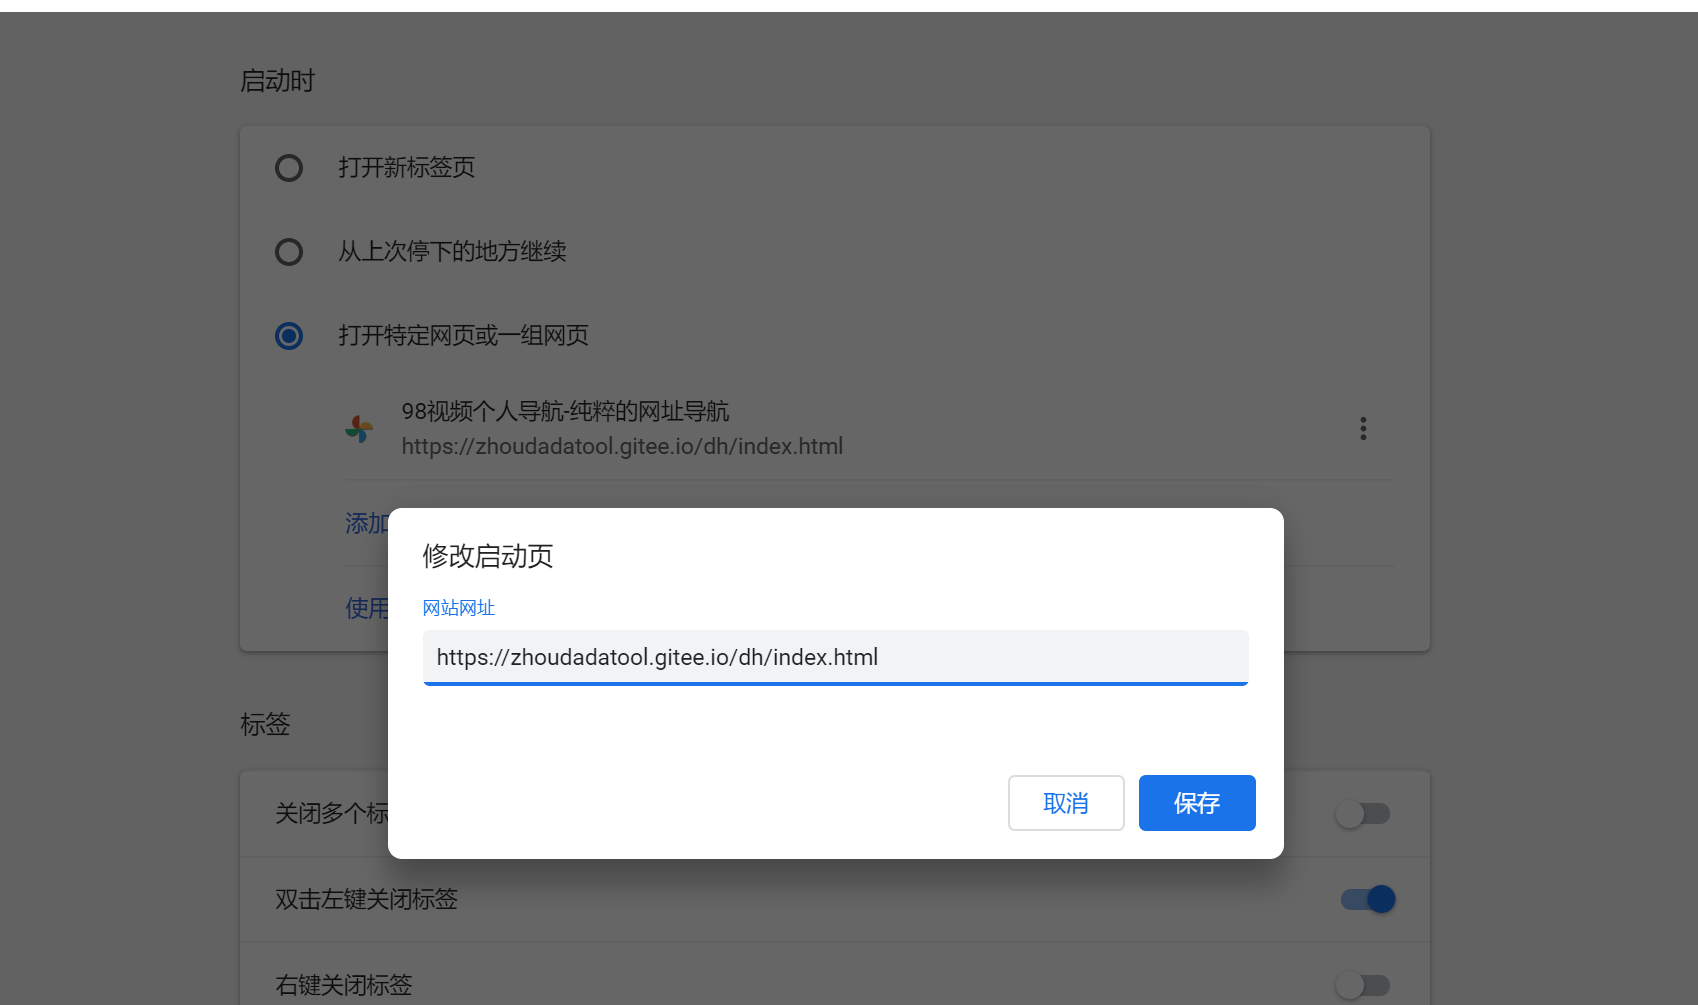 启动时
打开新标签页
从上次停下的地方继续
打开特定网页或一组网页
98视频个人导航-纯粹的网址导航
https://zhoudadatool.gitee.io/dh/index.html
添加
使用
修改启动页
网站网址
https://zhoudadatool.gitee.io/dh/index.html
取消
保存
标签
关闭多个标
双击左键关闭标签
右键关闭标签